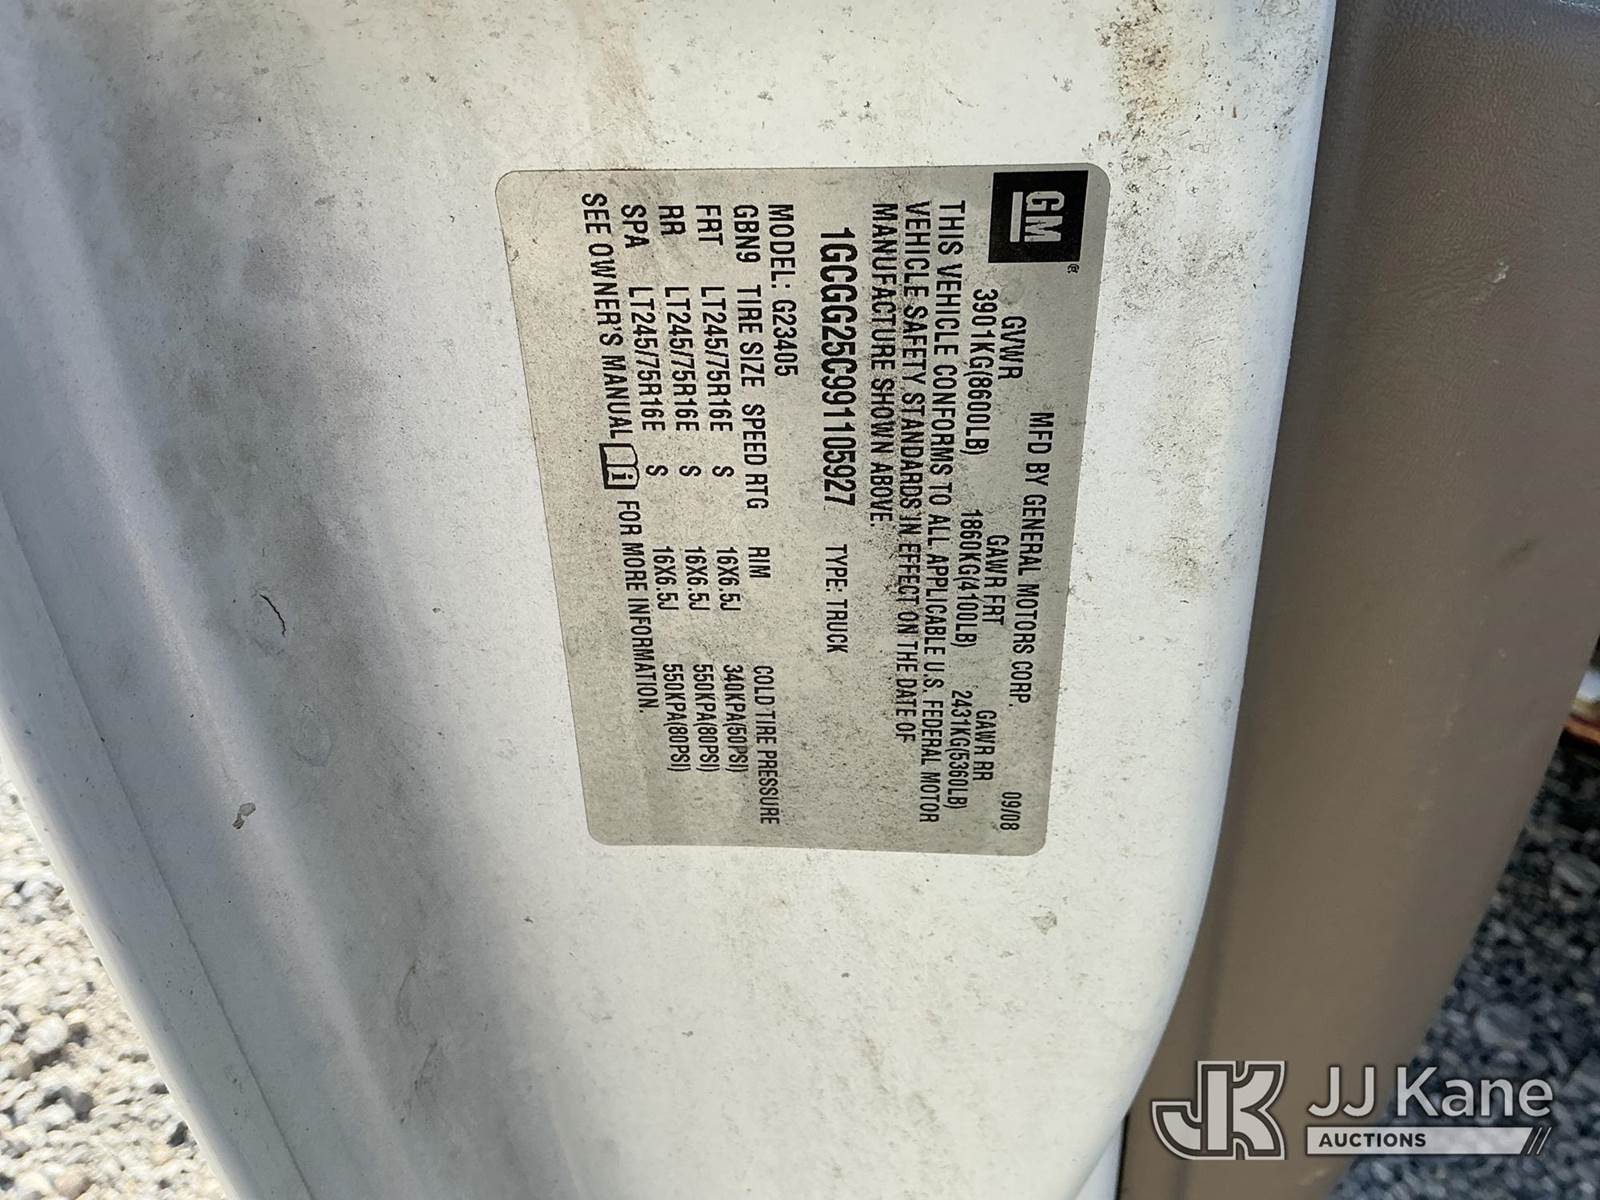 GM®
MFD BY GENERAL MOTORS CORP.
09/08
GVWR GAWR FRT GAWR RR
3901KG(8600LB) 1860KG(4100LB) 2431KG(5360LB)
THIS VEHICLE CONFORMS TO ALL APPLICABLE U.S. FEDERAL MOTOR
VEHICLE SAFETY STANDARDS IN EFFECT ON THE DATE OF
MANUFACTURE SHOWN ABOVE.
1GCGG25C991105927 TYPE: TRUCK
MODEL: G23405
GBN9 TIRE SIZE SPEED RTG RIM COLD TIRE PRESSURE
FRT LT245/75R16E S 16X6.5J 340KPA(50PSI)
RR LT245/75R16E S 16X6.5J 550KPA(80PSI)
SPA LT245/75R16E S 16X6.5J 550KPA(80PSI)
SEE OWNER'S MANUAL i FOR MORE INFORMATION.
JK JJ Kane
AUCTIONS